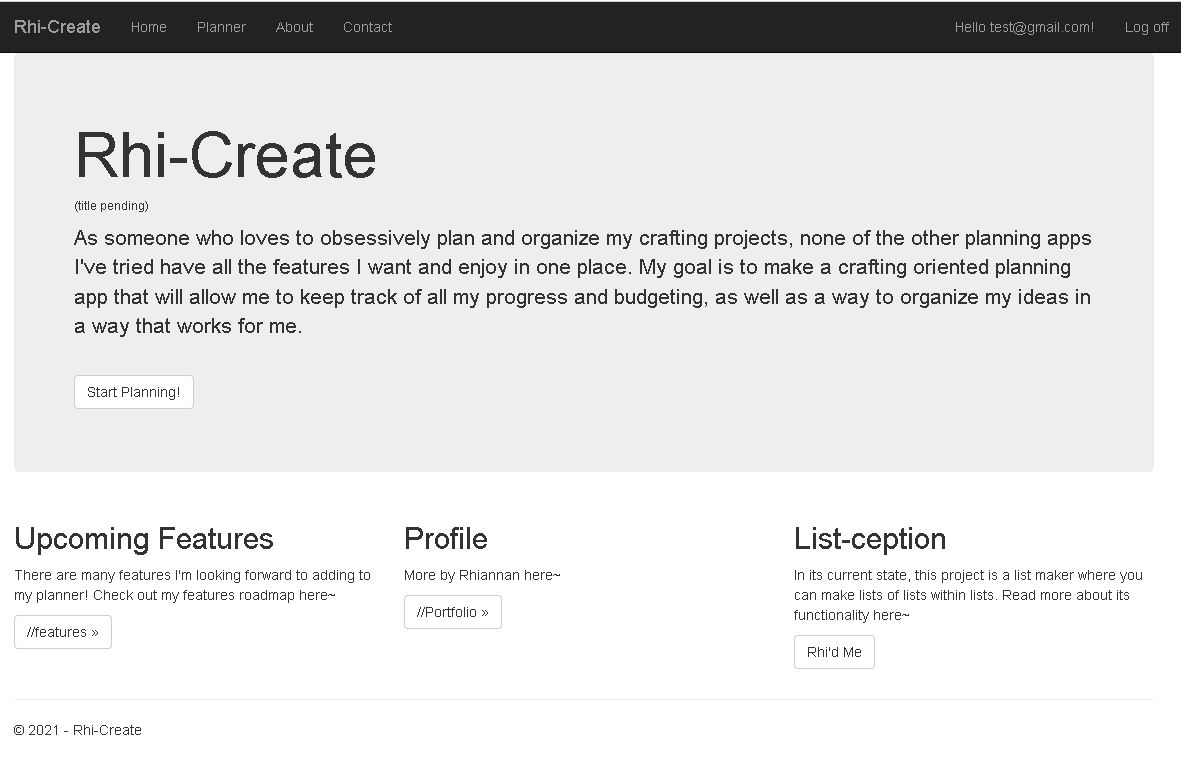 Rhi-Create Home Planner About Contact Hello test@gmail.com! Log off
Rhi-Create
(title pending)
As someone who loves to obsessively plan and organize my crafting projects, none of the other planning apps
I've tried have all the features I want and enjoy in one place. My goal is to make a crafting oriented planning
app that will allow me to keep track of all my progress and budgeting, as well as a way to organize my ideas in
a way that works for me.
Start Planning!
Upcoming Features
There are many features I'm looking forward to adding to
my planner! Check out my features roadmap here~
//features »
Profile
More by Rhiannan here~
//Portfolio »
List-ception
In its current state, this project is a list maker where you
can make lists of lists within lists. Read more about its
functionality here~
Rhi'd Me
© 2021 - Rhi-Create